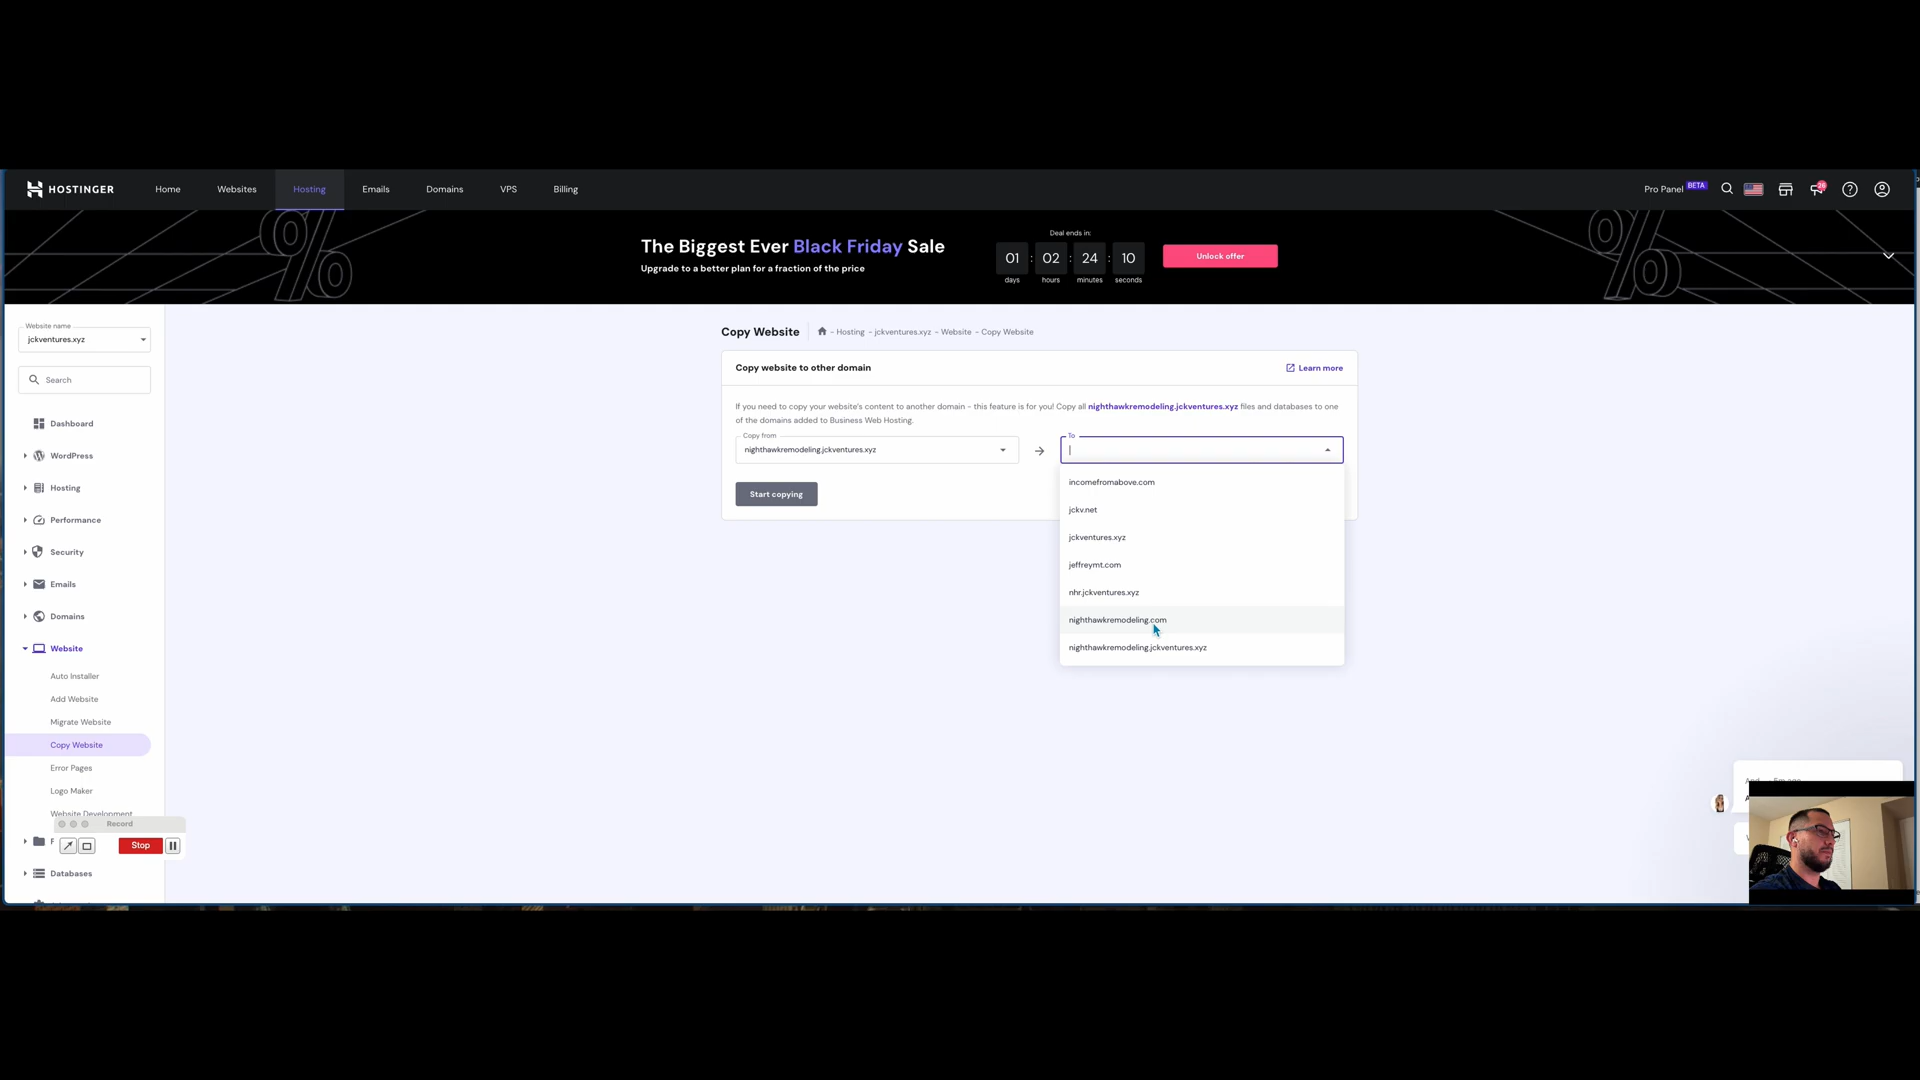 HOSTINGER
Home
Websites
Hosting
Emails
Domains
VPS
Billing
Pro Panel BETA
26
The Biggest Ever Black Friday Sale
Upgrade to a better plan for a fraction of the price
Deal ends in:
01 : 02 : 24 : 10
days hours minutes seconds
Unlock offer
Website name
jckventures.xyz
Search
Dashboard
WordPress
Hosting
Performance
Security
Emails
Domains
Website
Auto Installer
Add Website
Migrate Website
Copy Website
Error Pages
Logo Maker
Website Development
Record
Stop
Databases
Copy Website
- Hosting - jckventures.xyz - Website - Copy Website
Copy website to other domain
Learn more
If you need to copy your website's content to another domain - this feature is for you! Copy all nighthawkremodeling.jckventures.xyz files and databases to one
of the domains added to Business Web Hosting.
Copy from
nighthawkremodeling.jckventures.xyz
To
Start copying
incomefromabove.com
jckv.net
jckventures.xyz
jeffreymt.com
nhr.jckventures.xyz
nighthawkremodeling.com
nighthawkremodeling.jckventures.xyz